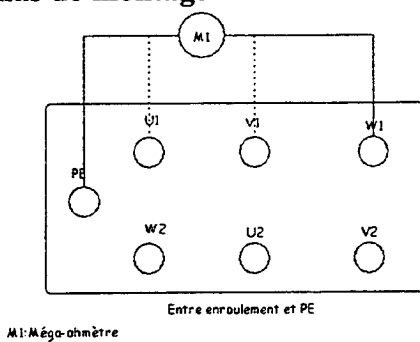 M1
U1 V1 W1
PE
W2 U2 V2
Entre enroulement et PE
M1:Méga-ohmètre